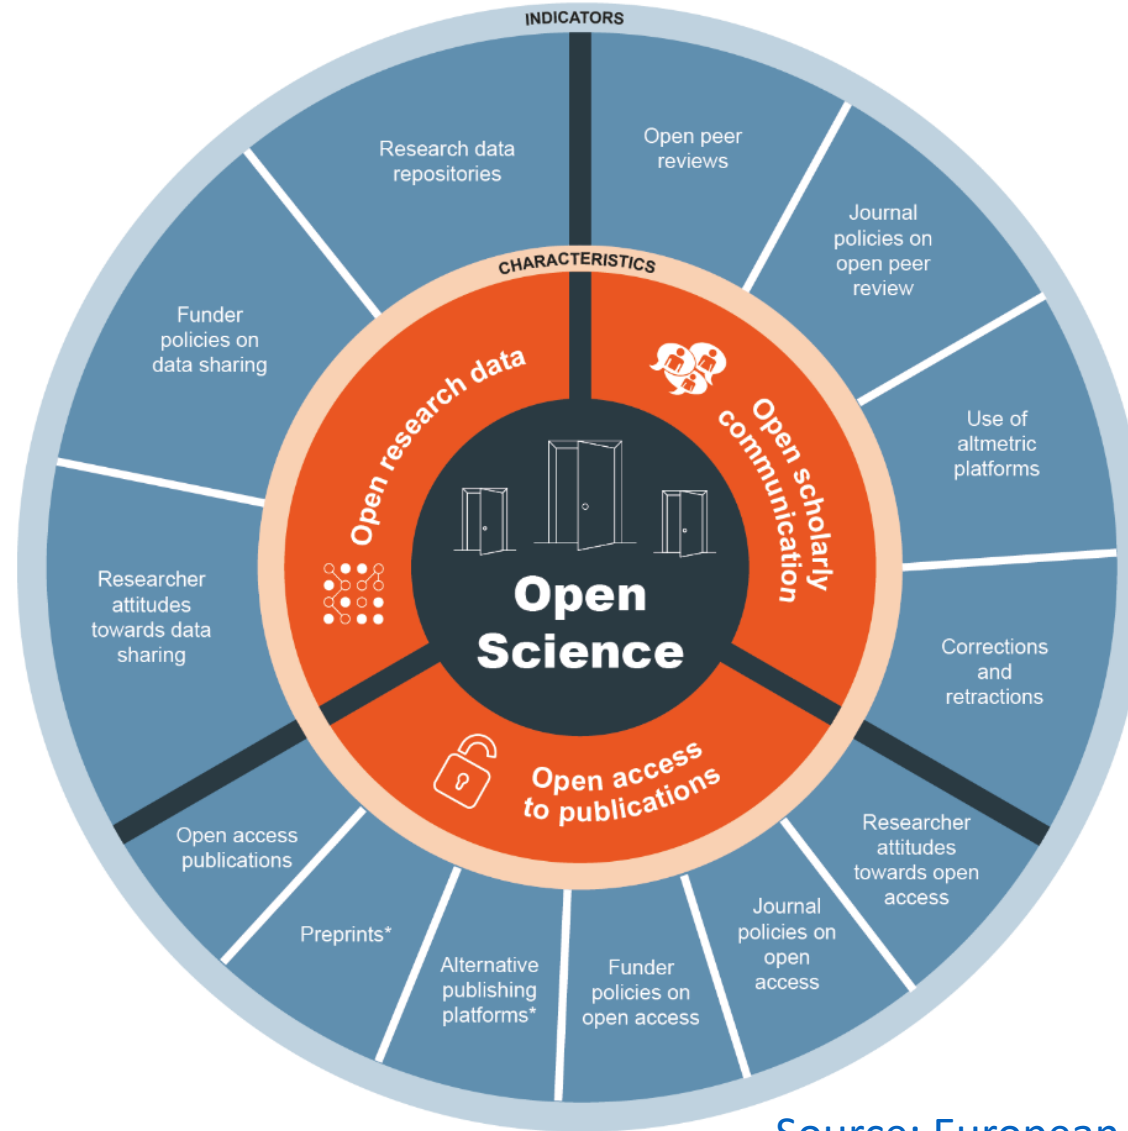 INDICATORS
Research data
repositories
Open peer
reviews
Journal
policies on
open peer
review
Funder
policies on
data sharing
CHARACTERISTICS
Open research data
Open scholarly
communication
Use of
altmetric
platforms
Researcher
attitudes
towards data
sharing
Open
Science
Corrections
and
retractions
Open access
to publications
Open access
publications
Preprints*
Alternative
publishing
platforms*
Funder
policies on
open access
Journal
policies on
open
access
Researcher
attitudes
towards open
access
Source: European